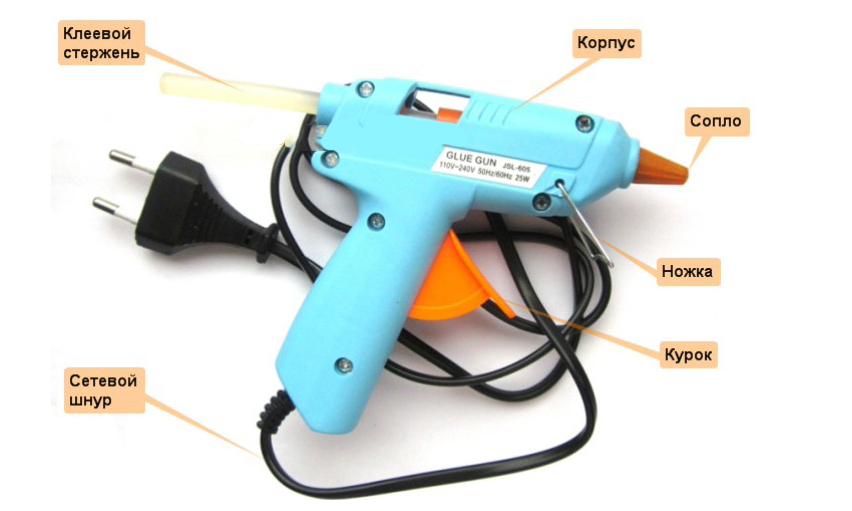 Клеевой
стержень
Корпус
Сопло
GLUE GUN JSL-605
110V~240V 50Hz/60Hz 25W
Ножка
Курок
Сетевой
шнур